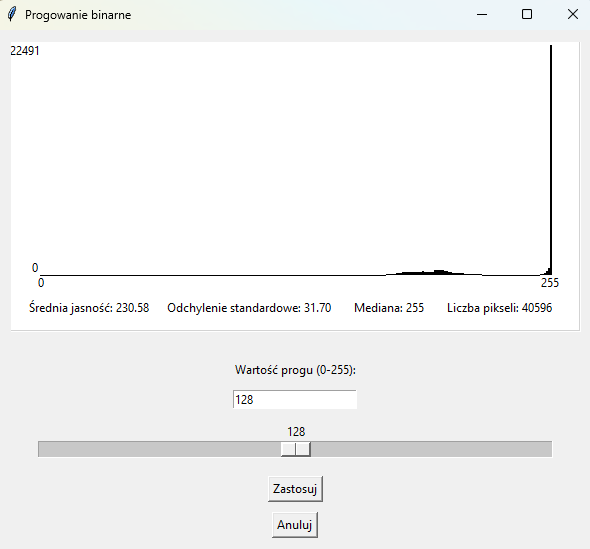 Progowanie binarne
22491
0
0 255
Średnia jasność: 230.58 Odchylenie standardowe: 31.70 Mediana: 255 Liczba pikseli: 40596
Wartość progu (0-255):
128
128
Zastosuj
Anuluj